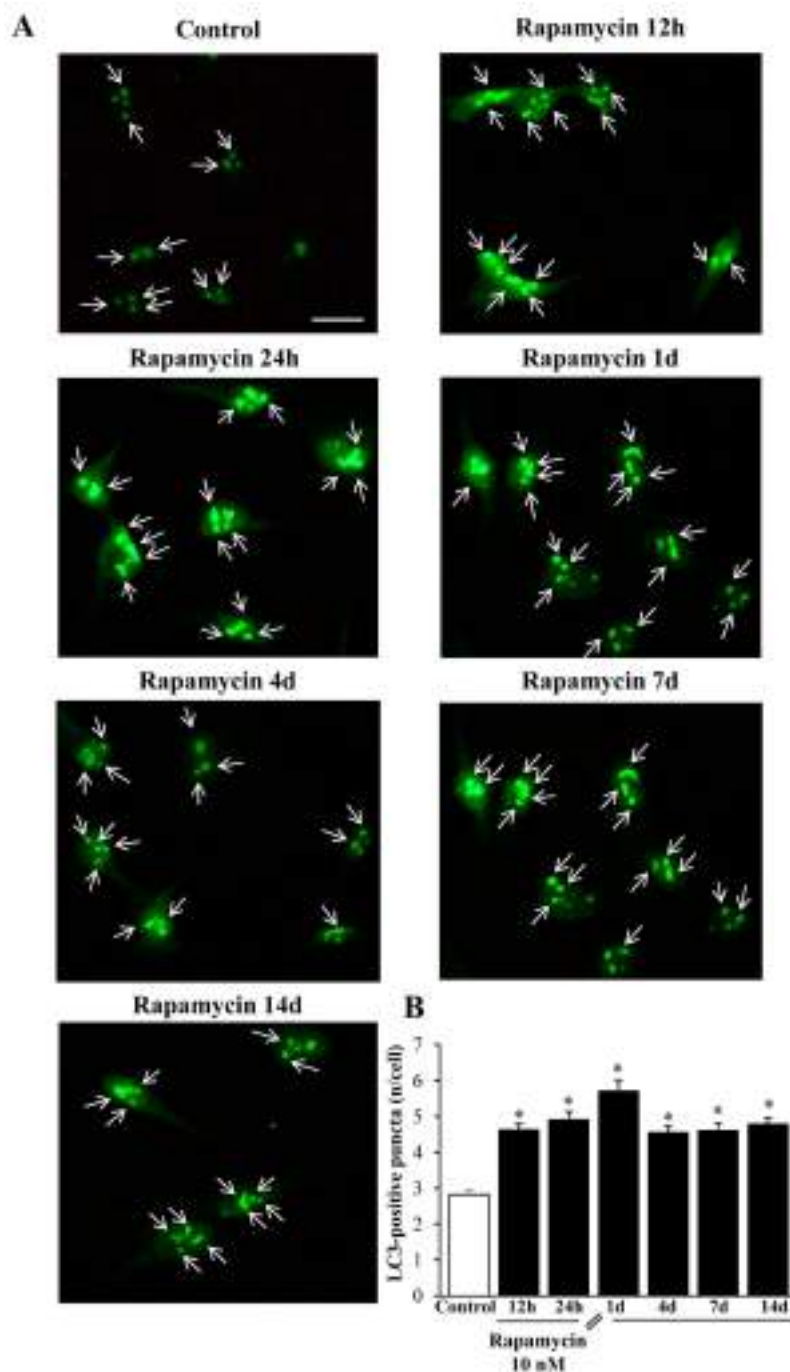 A
Control
Rapamycin 12h
Rapamycin 24h
Rapamycin 1d
Rapamycin 4d
Rapamycin 7d
Rapamycin 14d
B
LC3-positive puncta (n/cell)
7
6
5
4
3
2
1
0
* * * * * *
Control 12h 24h 1d 4d 7d 14d
Rapamycin
10 nM